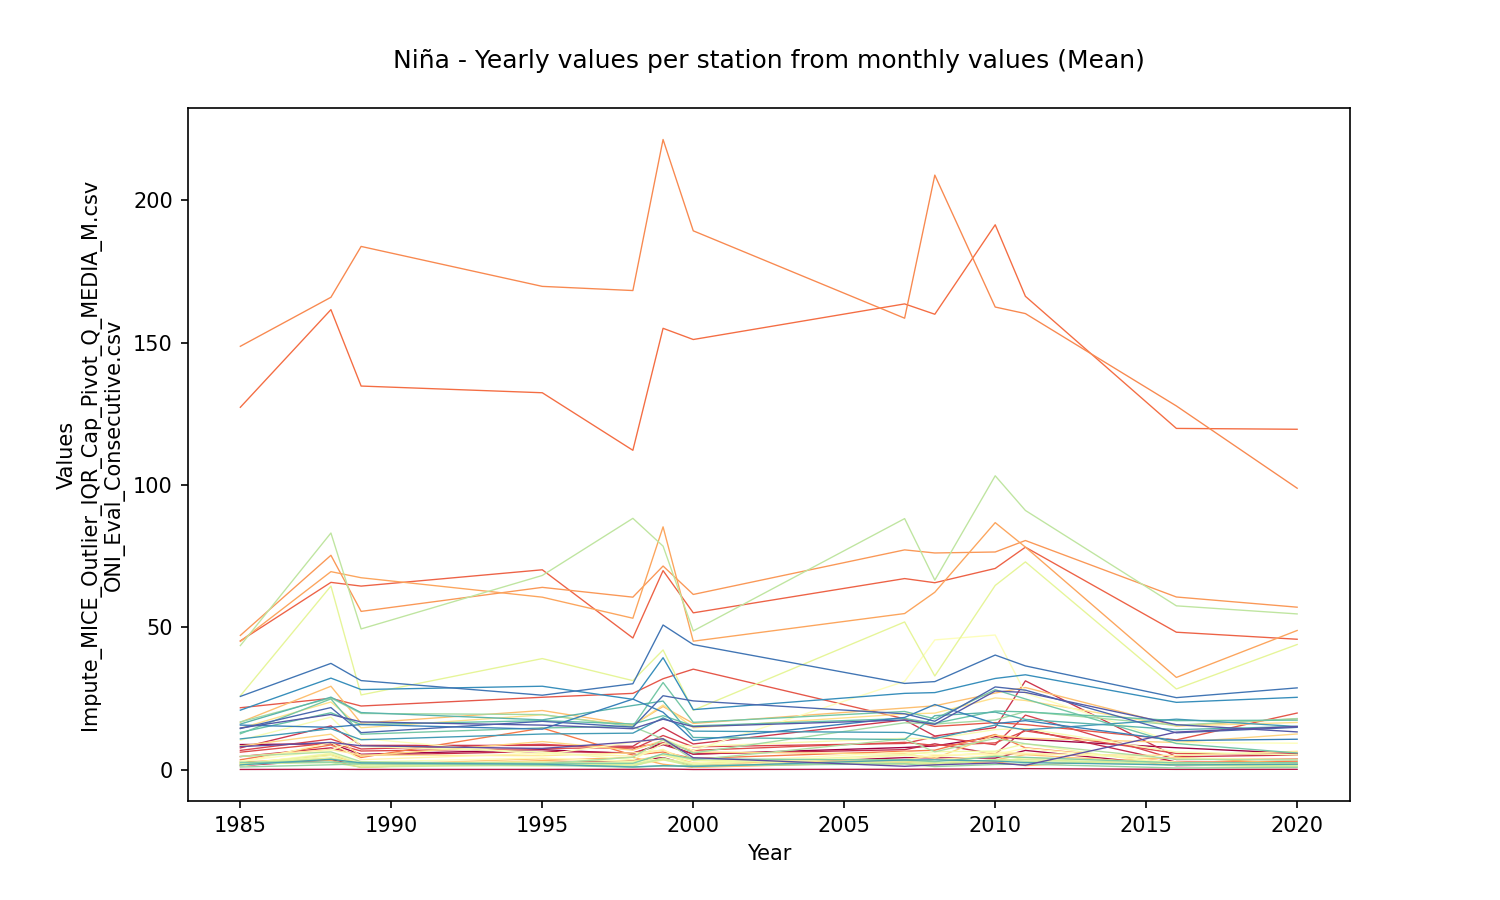 Niña - Yearly values per station from monthly values (Mean)
Values
Impute_MICE_Outlier_IQR_Cap_Pivot_Q_MEDIA_M.csv
ONI_Eval_Consecutive.csv
200
150
100
50
0
1985 1990 1995 2000 2005 2010 2015 2020
Year